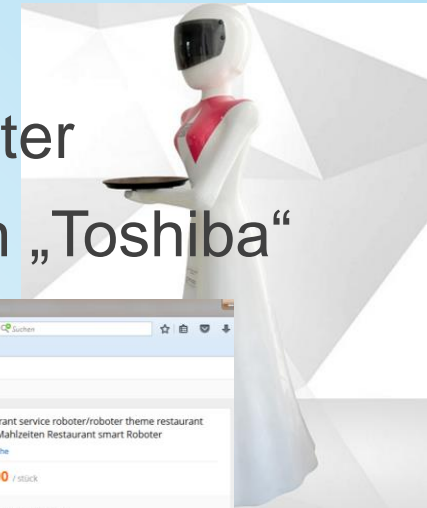 ter
„Toshiba“
Suchen
rant service roboter/roboter theme restaurant
Mahlzeiten Restaurant smart Roboter
he
0 / stück